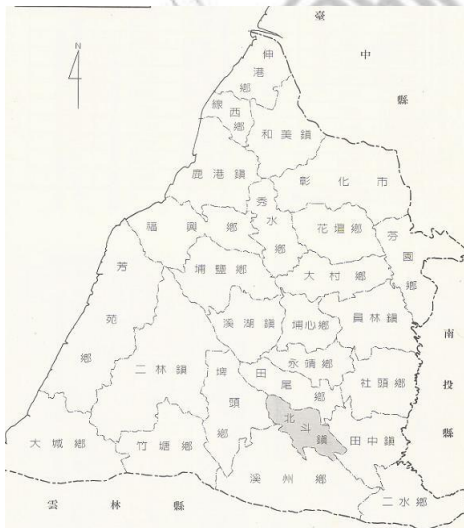 臺中縣
N
伸港鄉
線西鄉
和美鎮
鹿港鎮
彰化市
秀水鄉
福興鄉
花壇鄉
芬園鄉
埔鹽鄉
大村鄉
芳苑鄉
溪湖鎮
埔心鄉
員林鎮
南投縣
二林鎮
永靖鄉
埤頭鄉
田尾鄉
社頭鄉
北斗鎮
大城鄉
竹塘鄉
田中鎮
溪州鄉
二水鄉
雲林縣